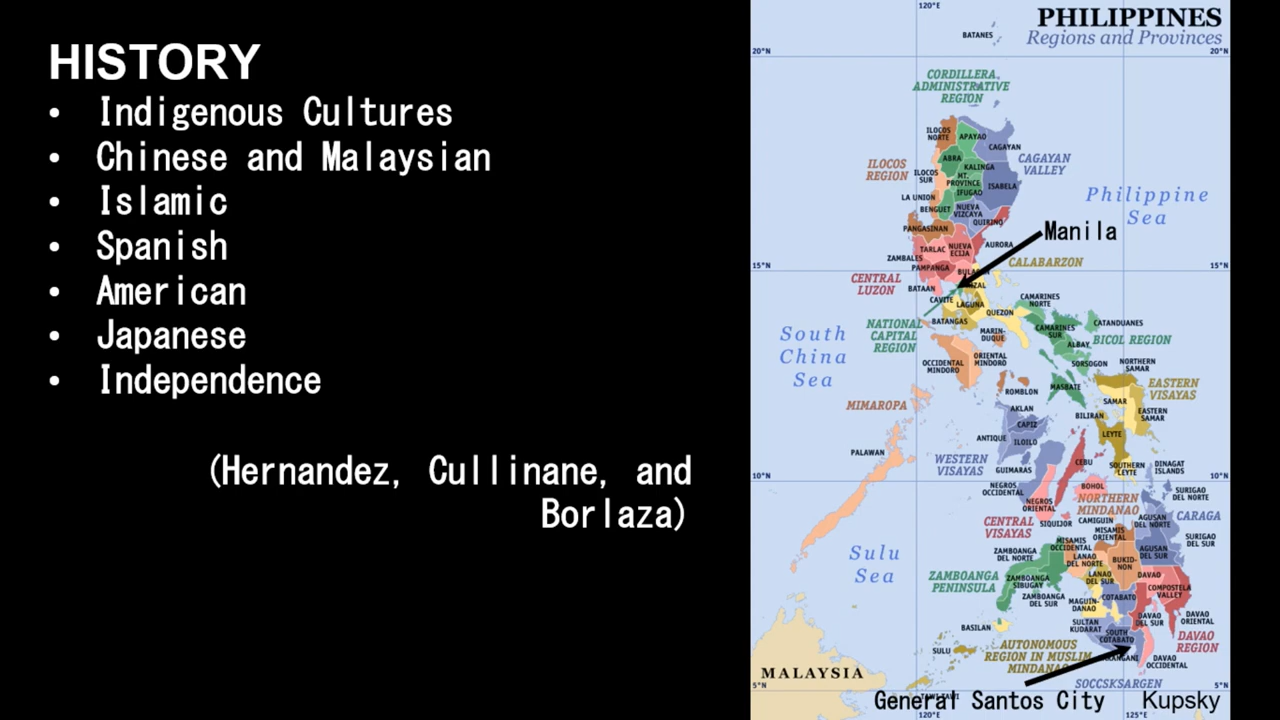 HISTORY
• Indigenous Cultures
• Chinese and Malaysian
• Islamic
• Spanish
• American
• Japanese
• Independence
(Hernandez, Cullinane, and
Borlaza)
120°E
PHILIPPINES
Regions and Provinces
BATANES
20°N
20°N
CORDILLERA
ADMINISTRATIVE
REGION
ILOCOS
NORTE
APAYAO
CAGAYAN
ILOCOS
REGION
ABRA
KALINGA
CAGAYAN
VALLEY
ILOCOS
SUR
MT.
PROVINCE
IFUGAO
ISABELA
LA UNION
BENGUET
NUEVA
VIZCAYA
QUIRINO
Philippine
Sea
PANGASINAN
Manila
TARLAC
NUEVA
ECIJA
AURORA
ZAMBALES
PAMPANGA
CALABARZON
15°N
15°N
CENTRAL
LUZON
BATAAN
CAVITE
LAGUNA
QUEZON
CAMARINES
NORTE
NATIONAL
CAPITAL
REGION
BATANGAS
MARIN-
DUQUE
CAMARINES
SUR
CATANDUANES
ALBAY
BICOL REGION
South
China
Sea
OCCIDENTAL
MINDORO
ORIENTAL
MINDORO
SORSOGON
NORTHERN
SAMAR
ROMBLON
MASBATE
EASTERN
VISAYAS
MIMAROPA
AKLAN
SAMAR
BILIRAN
EASTERN
SAMAR
CAPIZ
ANTIQUE
ILOILO
LEYTE
PALAWAN
WESTERN
VISAYAS
GUIMARAS
CEBU
SOUTHERN
LEYTE
DINAGAT
ISLANDS
10°N
10°N
NEGROS
OCCIDENTAL
BOHOL
SURIGAO
DEL NORTE
NEGROS
ORIENTAL
NORTHERN
MINDANAO
CENTRAL
VISAYAS
SIQUIJOR
CAMIGUIN
AGUSAN
DEL NORTE
CARAGA
MISAMIS
ORIENTAL
SURIGAO
DEL SUR
Sulu
Sea
MISAMIS
OCCIDENTAL
ZAMBOANGA
DEL NORTE
LANAO
DEL NORTE
BUKID-
NON
AGUSAN
DEL SUR
ZAMBOANGA
PENINSULA
ZAMBOANGA
SIBUGAY
LANAO
DEL SUR
DAVAO
COMPOSTELA
VALLEY
ZAMBOANGA
DEL SUR
MAGUIN-
DANAO
COTABATO
DAVAO
DEL SUR
DAVAO
ORIENTAL
BASILAN
SULTAN
KUDARAT
SOUTH
COTABATO
DAVAO
REGION
SULU
AUTONOMOUS
REGION IN MUSLIM
MINDANAO
DAVAO
OCCIDENTAL
MALAYSIA
SOCCSKSARGEN
5°N
5°N
General Santos City
Kupsky
120°E
125°E